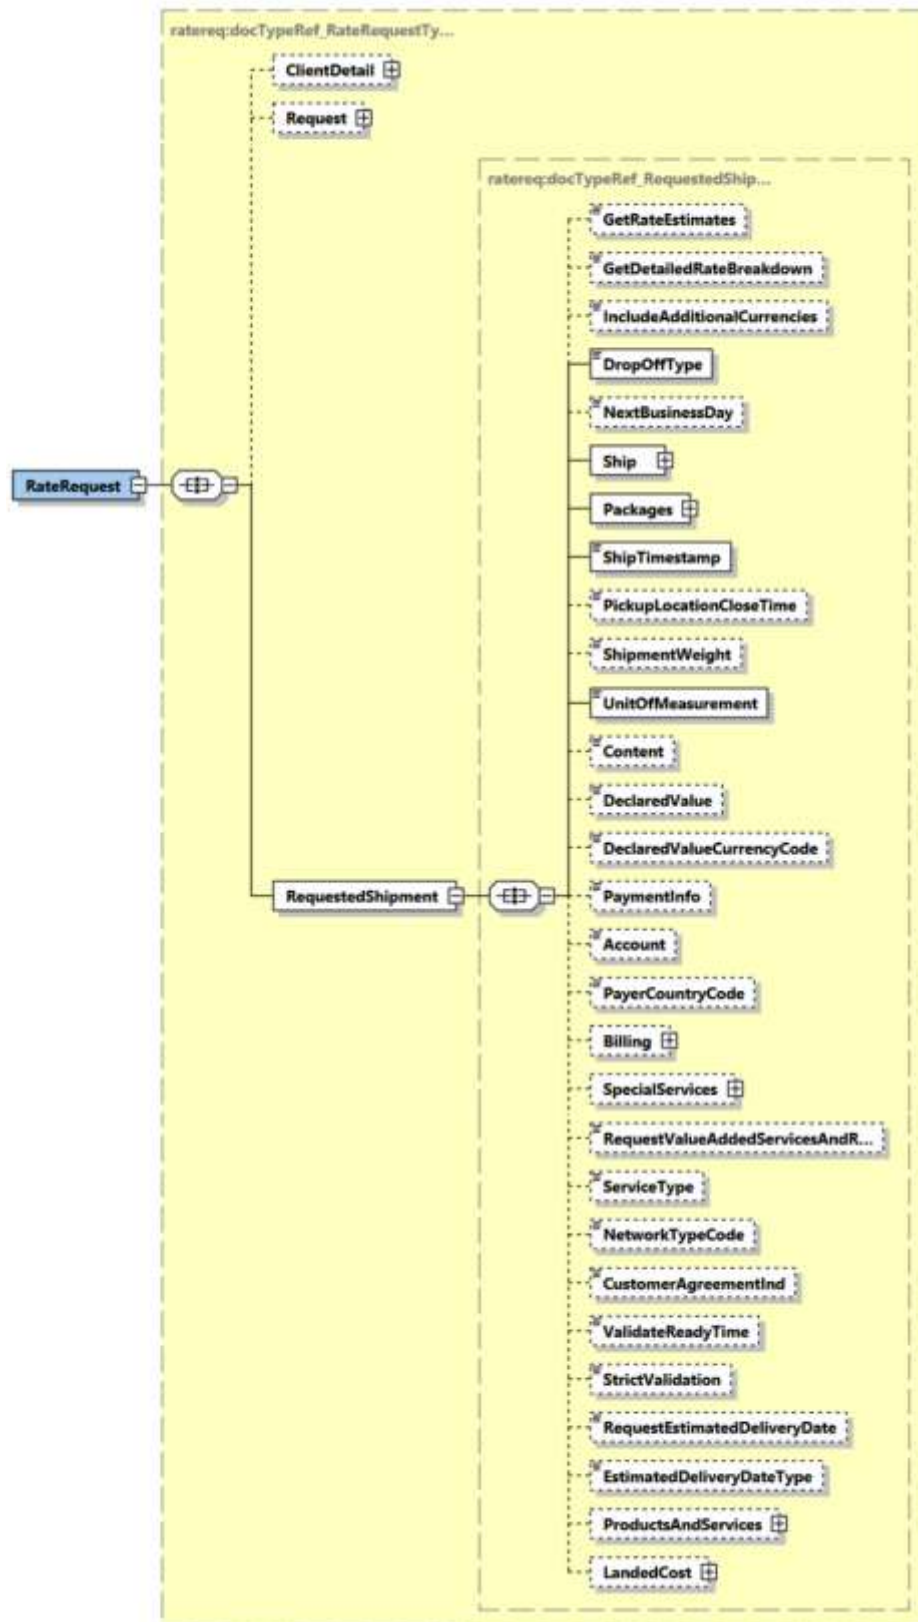 ratereq:docTypeRef_RateRequestTy...
ClientDetail
Request
ratereq:docTypeRef_RequestedShip...
GetRateEstimates
GetDetailedRateBreakdown
IncludeAdditionalCurrencies
DropOffType
NextBusinessDay
Ship
RateRequest
Packages
ShipTimestamp
PickupLocationCloseTime
ShipmentWeight
UnitOfMeasurement
Content
DeclaredValue
DeclaredValueCurrencyCode
RequestedShipment
PaymentInfo
Account
PayerCountryCode
Billing
SpecialServices
RequestValueAddedServicesAndR...
ServiceType
NetworkTypeCode
CustomerAgreementInd
ValidateReadyTime
StrictValidation
RequestEstimatedDeliveryDate
EstimatedDeliveryDateType
ProductsAndServices
LandedCost